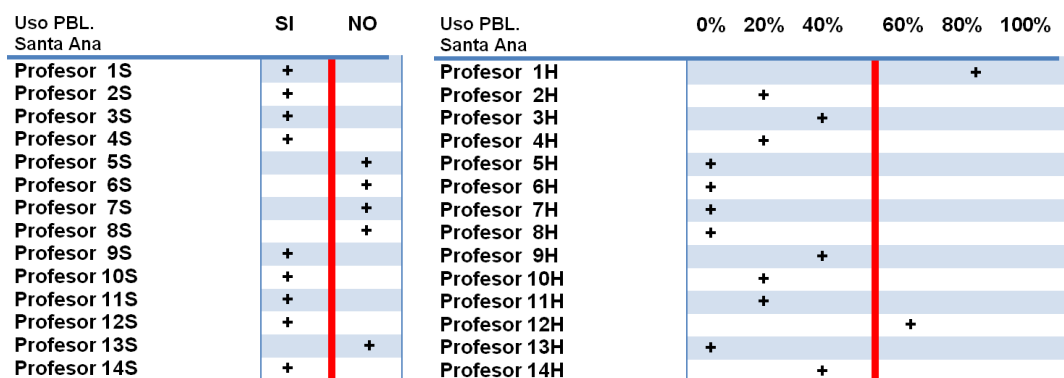 Uso PBL. SI NO
Santa Ana
Profesor 1S +
Profesor 2S +
Profesor 3S +
Profesor 4S +
Profesor 5S +
Profesor 6S +
Profesor 7S +
Profesor 8S +
Profesor 9S +
Profesor 10S +
Profesor 11S +
Profesor 12S +
Profesor 13S +
Profesor 14S +
Uso PBL. 0% 20% 40% 60% 80% 100%
Santa Ana
Profesor 1H +
Profesor 2H +
Profesor 3H +
Profesor 4H +
Profesor 5H +
Profesor 6H +
Profesor 7H +
Profesor 8H +
Profesor 9H +
Profesor 10H +
Profesor 11H +
Profesor 12H +
Profesor 13H +
Profesor 14H +